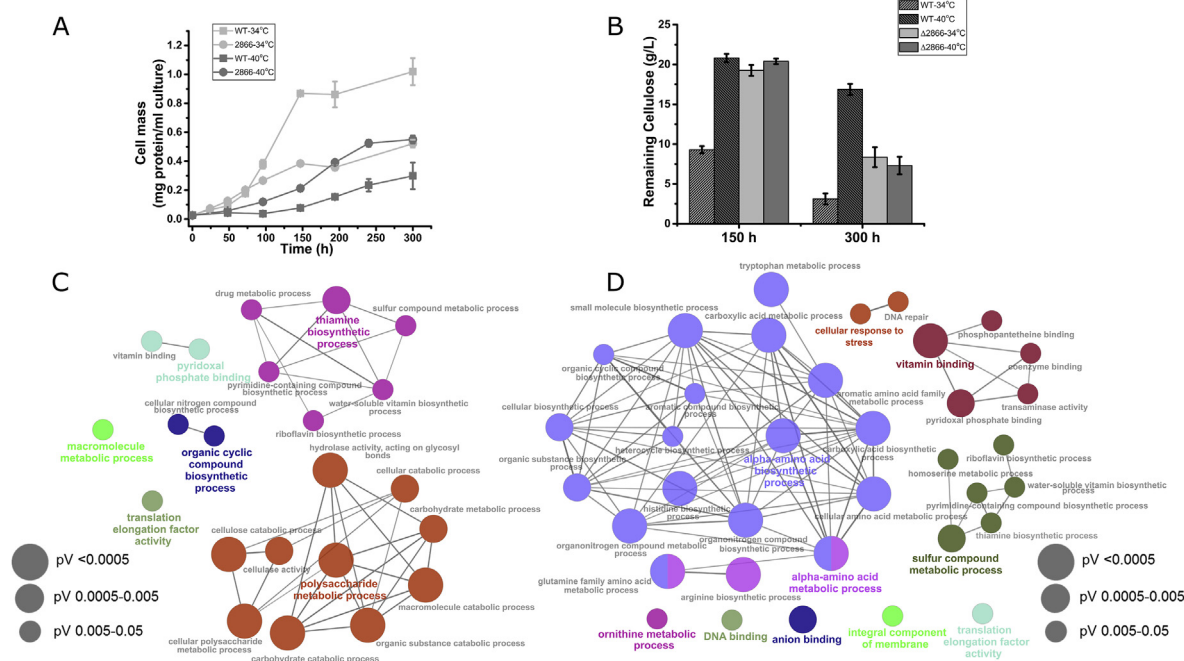 A
WT-34°C
2866-34°C
WT-40°C
2866-40°C
1.2
1.0
0.8
0.6
0.4
0.2
0.0
Cell mass
(mg protein/ml culture)
0
50
100
150
200
250
300
Time (h)
B
WT-34°C
WT-40°C
Δ2866-34°C
Δ2866-40°C
25
20
15
10
5
0
Remaining Cellulose (g/L)
150 h
300 h
C
drug metabolic process
thiamine
biosynthetic
process
sulfur compound metabolic process
vitamin binding
pyridoxal
phosphate binding
pyrimidine-containing compound
biosynthetic process
water-soluble vitamin biosynthetic
process
cellular nitrogen compound
biosynthetic process
riboflavin biosynthetic process
macromolecule
metabolic process
organic cyclic
compound
biosynthetic
process
hydrolase activity, acting on glycosyl
bonds
cellular catabolic process
translation
elongation factor
activity
carbohydrate metabolic process
cellulose catabolic process
cellulase activity
polysaccharide
metabolic process
macromolecule catabolic process
cellular polysaccharide
metabolic process
organic substance catabolic process
carbohydrate catabolic process
pV <0.0005
pV 0.0005-0.005
pV 0.005-0.05
D
tryptophan metabolic process
small molecule biosynthetic process
carboxylic acid metabolic process
DNA repair
cellular response to
stress
phosphopantetheine binding
organic cyclic compound
biosynthetic process
vitamin binding
coenzyme binding
aromatic amino acid family
metabolic process
transaminase activity
cellular biosynthetic process
aromatic compound biosynthetic
process
pyridoxal phosphate binding
heterocycle biosynthetic process
alpha-amino acid
biosynthetic
process
carboxylic acid biosynthetic
process
organic substance biosynthetic
process
riboflavin biosynthetic process
homoserine metabolic process
water-soluble vitamin biosynthetic
process
pyrimidine-containing compound biosynthetic
process
histidine biosynthetic
process
cellular amino acid metabolic process
thiamine biosynthetic process
organonitrogen compound metabolic
process
organonitrogen compound
biosynthetic process
sulfur compound
metabolic process
glutamine family amino acid
metabolic process
alpha-amino acid
metabolic process
arginine biosynthetic process
ornithine metabolic
process
DNA binding
anion binding
integral component
of membrane
translation
elongation factor
activity
pV <0.0005
pV 0.0005-0.005
pV 0.005-0.05